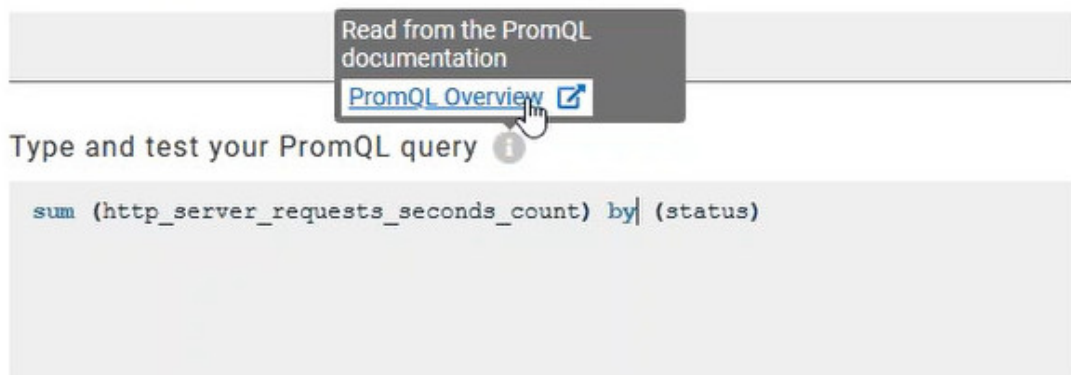 Read from the PromQL
documentation
PromQL Overview
Type and test your PromQL query
sum (http_server_requests_seconds_count) by (status)